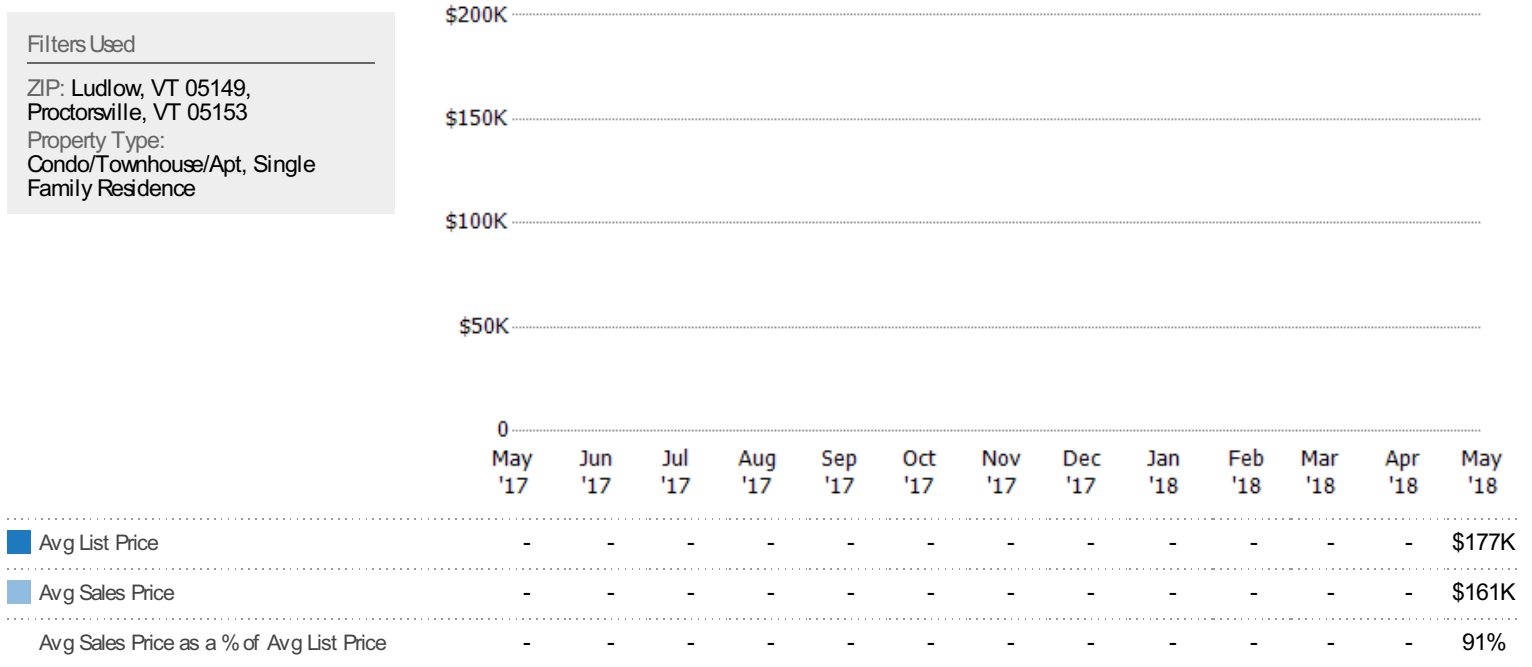 Filters Used
ZIP: Ludlow, VT 05149,
Proctorsville, VT 05153
Property Type:
Condo/Townhouse/Apt, Single
Family Residence
$200K
$150K
$100K
$50K
0
May Jun Jul Aug Sep Oct Nov Dec Jan Feb Mar Apr May
'17 '17 '17 '17 '17 '17 '17 '17 '18 '18 '18 '18 '18
Avg List Price - - - - - - - - - - - - $177K
Avg Sales Price - - - - - - - - - - - - $161K
Avg Sales Price as a % of Avg List Price - - - - - - - - - - - - 91%